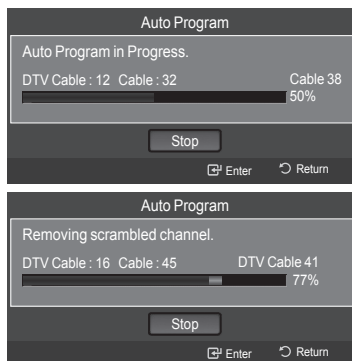 Auto Program
Auto Program in Progress.
DTV Cable : 12 Cable : 32 Cable 38
50%
Stop
Enter Return
Auto Program
Removing scrambled channel.
DTV Cable : 16 Cable : 45 DTV Cable 41
77%
Stop
Enter Return